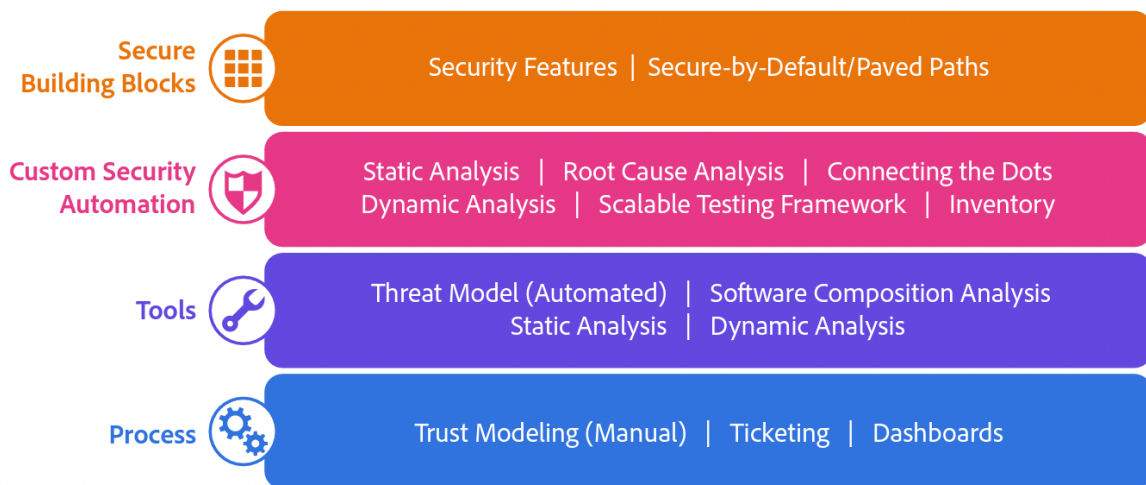 Secure
Building Blocks
Security Features | Secure-by-Default/Paved Paths
Custom Security
Automation
Static Analysis | Root Cause Analysis | Connecting the Dots
Dynamic Analysis | Scalable Testing Framework | Inventory
Tools
Threat Model (Automated) | Software Composition Analysis
Static Analysis | Dynamic Analysis
Process
Trust Modeling (Manual) | Ticketing | Dashboards